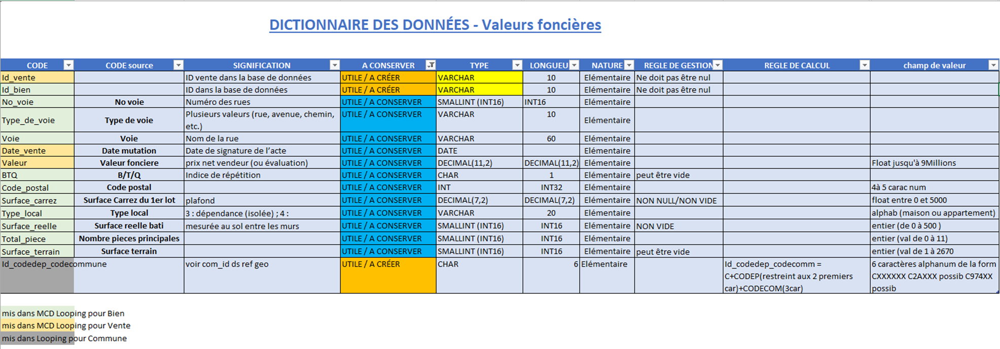 DICTIONNAIRE DES DONNÉES - Valeurs foncières
CODE CODE source SIGNIFICATION A CONSERVER TYPE LONGUEU NATURE REGLE DE GESTION REGLE DE CALCUL champ de valeur
Id_vente ID vente dans la base de données UTILE / A CRÉER VARCHAR 10 Elémentaire Ne doit pas être nul
Id_bien ID dans la base de données UTILE / A CRÉER VARCHAR 10 Elémentaire Ne doit pas être nul
No_voie No voie Numéro des rues UTILE / A CONSERVER SMALLINT (INT16) INT16 Elémentaire
Type_de_voie Type de voie Plusieurs valeurs (rue, avenue, chemin, UTILE / A CONSERVER VARCHAR 10 Elémentaire
etc.)
Voie Voie Nom de la rue UTILE / A CONSERVER VARCHAR 60 Elémentaire
Date_vente Date mutation Date de signature de l’acte UTILE / A CONSERVER DATE Elémentaire
Valeur Valeur fonciere prix net vendeur (ou évaluation) UTILE / A CONSERVER DECIMAL(11,2) DECIMAL(11,2) Elémentaire Float jusqu'à 9Millions
BTQ B/T/Q Indice de répétition UTILE / A CONSERVER CHAR 1 Elémentaire peut être vide
Code_postal Code postal UTILE / A CONSERVER INT INT32 Elémentaire 4à 5 carac num
Surface_carrez Surface Carrez du 1er lot plafond UTILE / A CONSERVER DECIMAL(7,2) DECIMAL(7,2) Elémentaire NON NULL/NON VIDE float entre 0 et 5000
Type_local Type local 3 : dépendance (isolée) ; 4 : UTILE / A CONSERVER VARCHAR 20 Elémentaire alphab (maison ou appartement)
Surface_reelle Surface reelle bati mesurée au sol entre les murs UTILE / A CONSERVER SMALLINT (INT16) INT16 Elémentaire NON VIDE entier (de 0 à 500 )
Total_piece Nombre pieces principales UTILE / A CONSERVER SMALLINT (INT16) INT16 Elémentaire entier (val de 0 à 11)
Surface_terrain Surface terrain UTILE / A CONSERVER SMALLINT (INT16) INT16 Elémentaire peut être vide entier (val de 1 à 2670
Id_codedep_codecommune voir com_id ds ref geo UTILE / A CRÉER CHAR 6 Elémentaire Id_codedep_codecomm = 6 caractères alphanum de la form
C+CODEP(restreint aux 2 premiers CXXXXXX C2AXXX possib C974XX
car)+CODECOM(3car) possib
mis dans MCD Looping pour Bien
mis dans MCD Looping pour Vente
mis dans Looping pour Commune